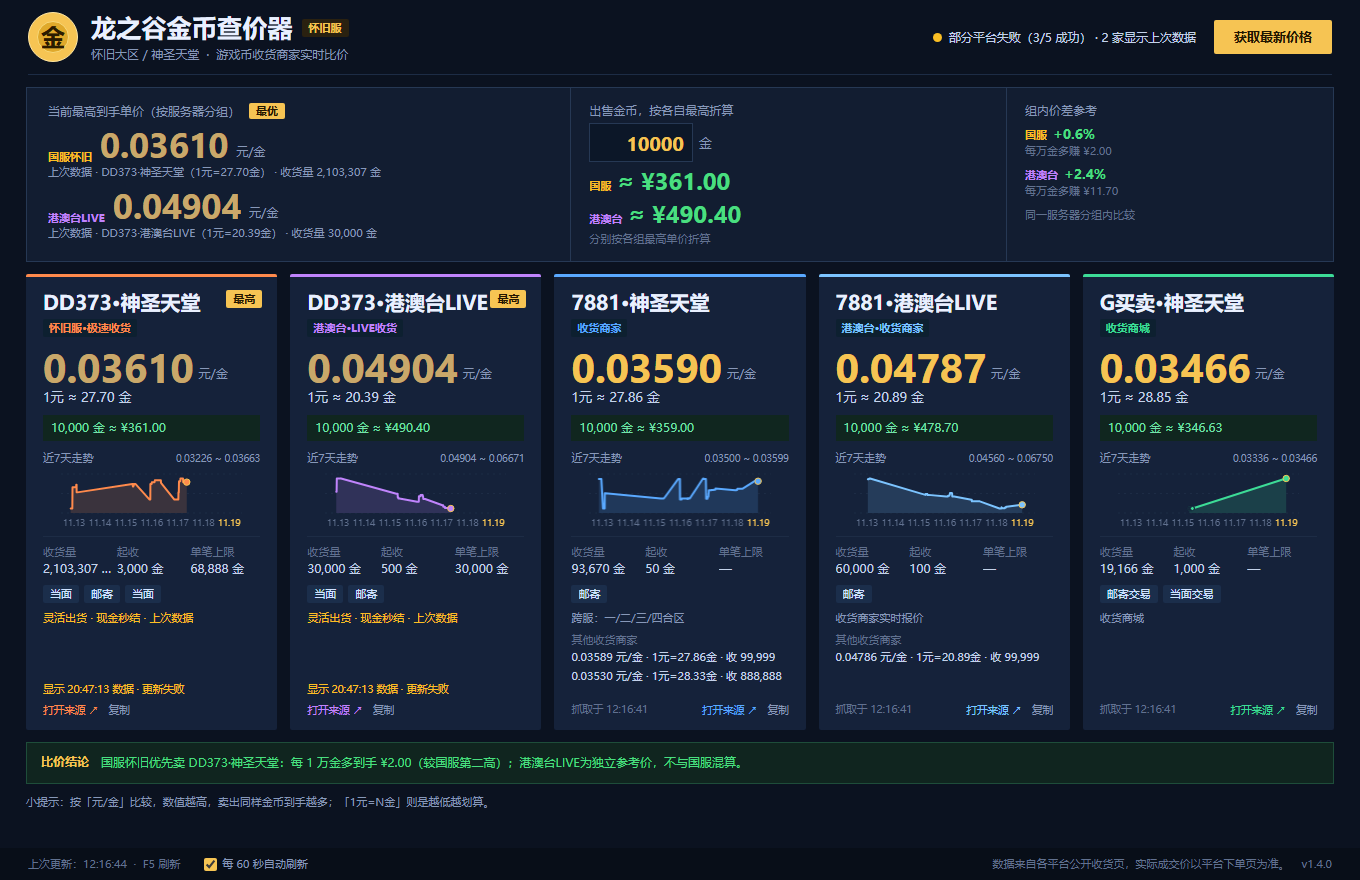 金 龙之谷金币查价器 怀旧服
怀旧大区 / 神圣天堂 · 游戏币收货商家实时比价
部分平台失败（3/5 成功） · 2 家显示上次数据
获取最新价格
当前最高到手单价（按服务器分组） 最优
国服怀旧 0.03610 元/金
上次数据 · DD373·神圣天堂（1元=27.70金） · 收货量 2,103,307 金
港澳台LIVE 0.04904 元/金
上次数据 · DD373·港澳台LIVE（1元=20.39金） · 收货量 30,000 金
出售金币，按各自最高折算
10000 金
国服 ≈ ¥361.00
港澳台 ≈ ¥490.40
分别按各组最高单价折算
组内价差参考
国服 +0.6%
每万金多赚 ¥2.00
港澳台 +2.4%
每万金多赚 ¥11.70
同一服务器分组内比较
DD373·神圣天堂 最高
怀旧服·极速收货
0.03610 元/金
1元 ≈ 27.70 金
10,000 金 ≈ ¥361.00
近7天走势 0.03226 ~ 0.03663
11.13 11.14 11.15 11.16 11.17 11.18 11.19
收货量 起收 单笔上限
2,103,307 ... 3,000 金 68,888 金
当面 邮寄 当面
灵活出货 · 现金秒结 · 上次数据
显示 20:47:13 数据 · 更新失败
打开来源 ↗ 复制
DD373·港澳台LIVE 最高
港澳台·LIVE收货
0.04904 元/金
1元 ≈ 20.39 金
10,000 金 ≈ ¥490.40
近7天走势 0.04904 ~ 0.06671
11.13 11.14 11.15 11.16 11.17 11.18 11.19
收货量 起收 单笔上限
30,000 金 500 金 30,000 金
当面 邮寄
灵活出货 · 现金秒结 · 上次数据
显示 20:47:13 数据 · 更新失败
打开来源 ↗ 复制
7881·神圣天堂
收货商家
0.03590 元/金
1元 ≈ 27.86 金
10,000 金 ≈ ¥359.00
近7天走势 0.03500 ~ 0.03599
11.13 11.14 11.15 11.16 11.17 11.18 11.19
收货量 起收 单笔上限
93,670 金 50 金 —
邮寄
跨服：一/二/三/四合区
其他收货商家
0.03589 元/金 · 1元=27.86金 · 收 99,999
0.03530 元/金 · 1元=28.33金 · 收 888,888
抓取于 12:16:41 打开来源 ↗ 复制
7881·港澳台LIVE
港澳台·收货商家
0.04787 元/金
1元 ≈ 20.89 金
10,000 金 ≈ ¥478.70
近7天走势 0.04560 ~ 0.06750
11.13 11.14 11.15 11.16 11.17 11.18 11.19
收货量 起收 单笔上限
60,000 金 100 金 —
邮寄
收货商家实时报价
其他收货商家
0.04786 元/金 · 1元=20.89金 · 收 99,999
抓取于 12:16:41 打开来源 ↗ 复制
G买卖·神圣天堂
收货商城
0.03466 元/金
1元 ≈ 28.85 金
10,000 金 ≈ ¥346.63
近7天走势 0.03336 ~ 0.03466
11.13 11.14 11.15 11.16 11.17 11.18 11.19
收货量 起收 单笔上限
19,166 金 1,000 金 —
邮寄交易 当面交易
收货商城
抓取于 12:16:41 打开来源 ↗ 复制
比价结论 国服怀旧优先卖 DD373·神圣天堂：每 1 万金多到手 ¥2.00（较国服第二高）；港澳台LIVE为独立参考价，不与国服混算。
小提示：按「元/金」比较，数值越高，卖出同样金币到手越多；「1元=N金」则是越低越划算。
上次更新：12:16:44 · F5 刷新 每 60 秒自动刷新
数据来自各平台公开收货页，实际成交价以平台下单页为准。 v1.4.0